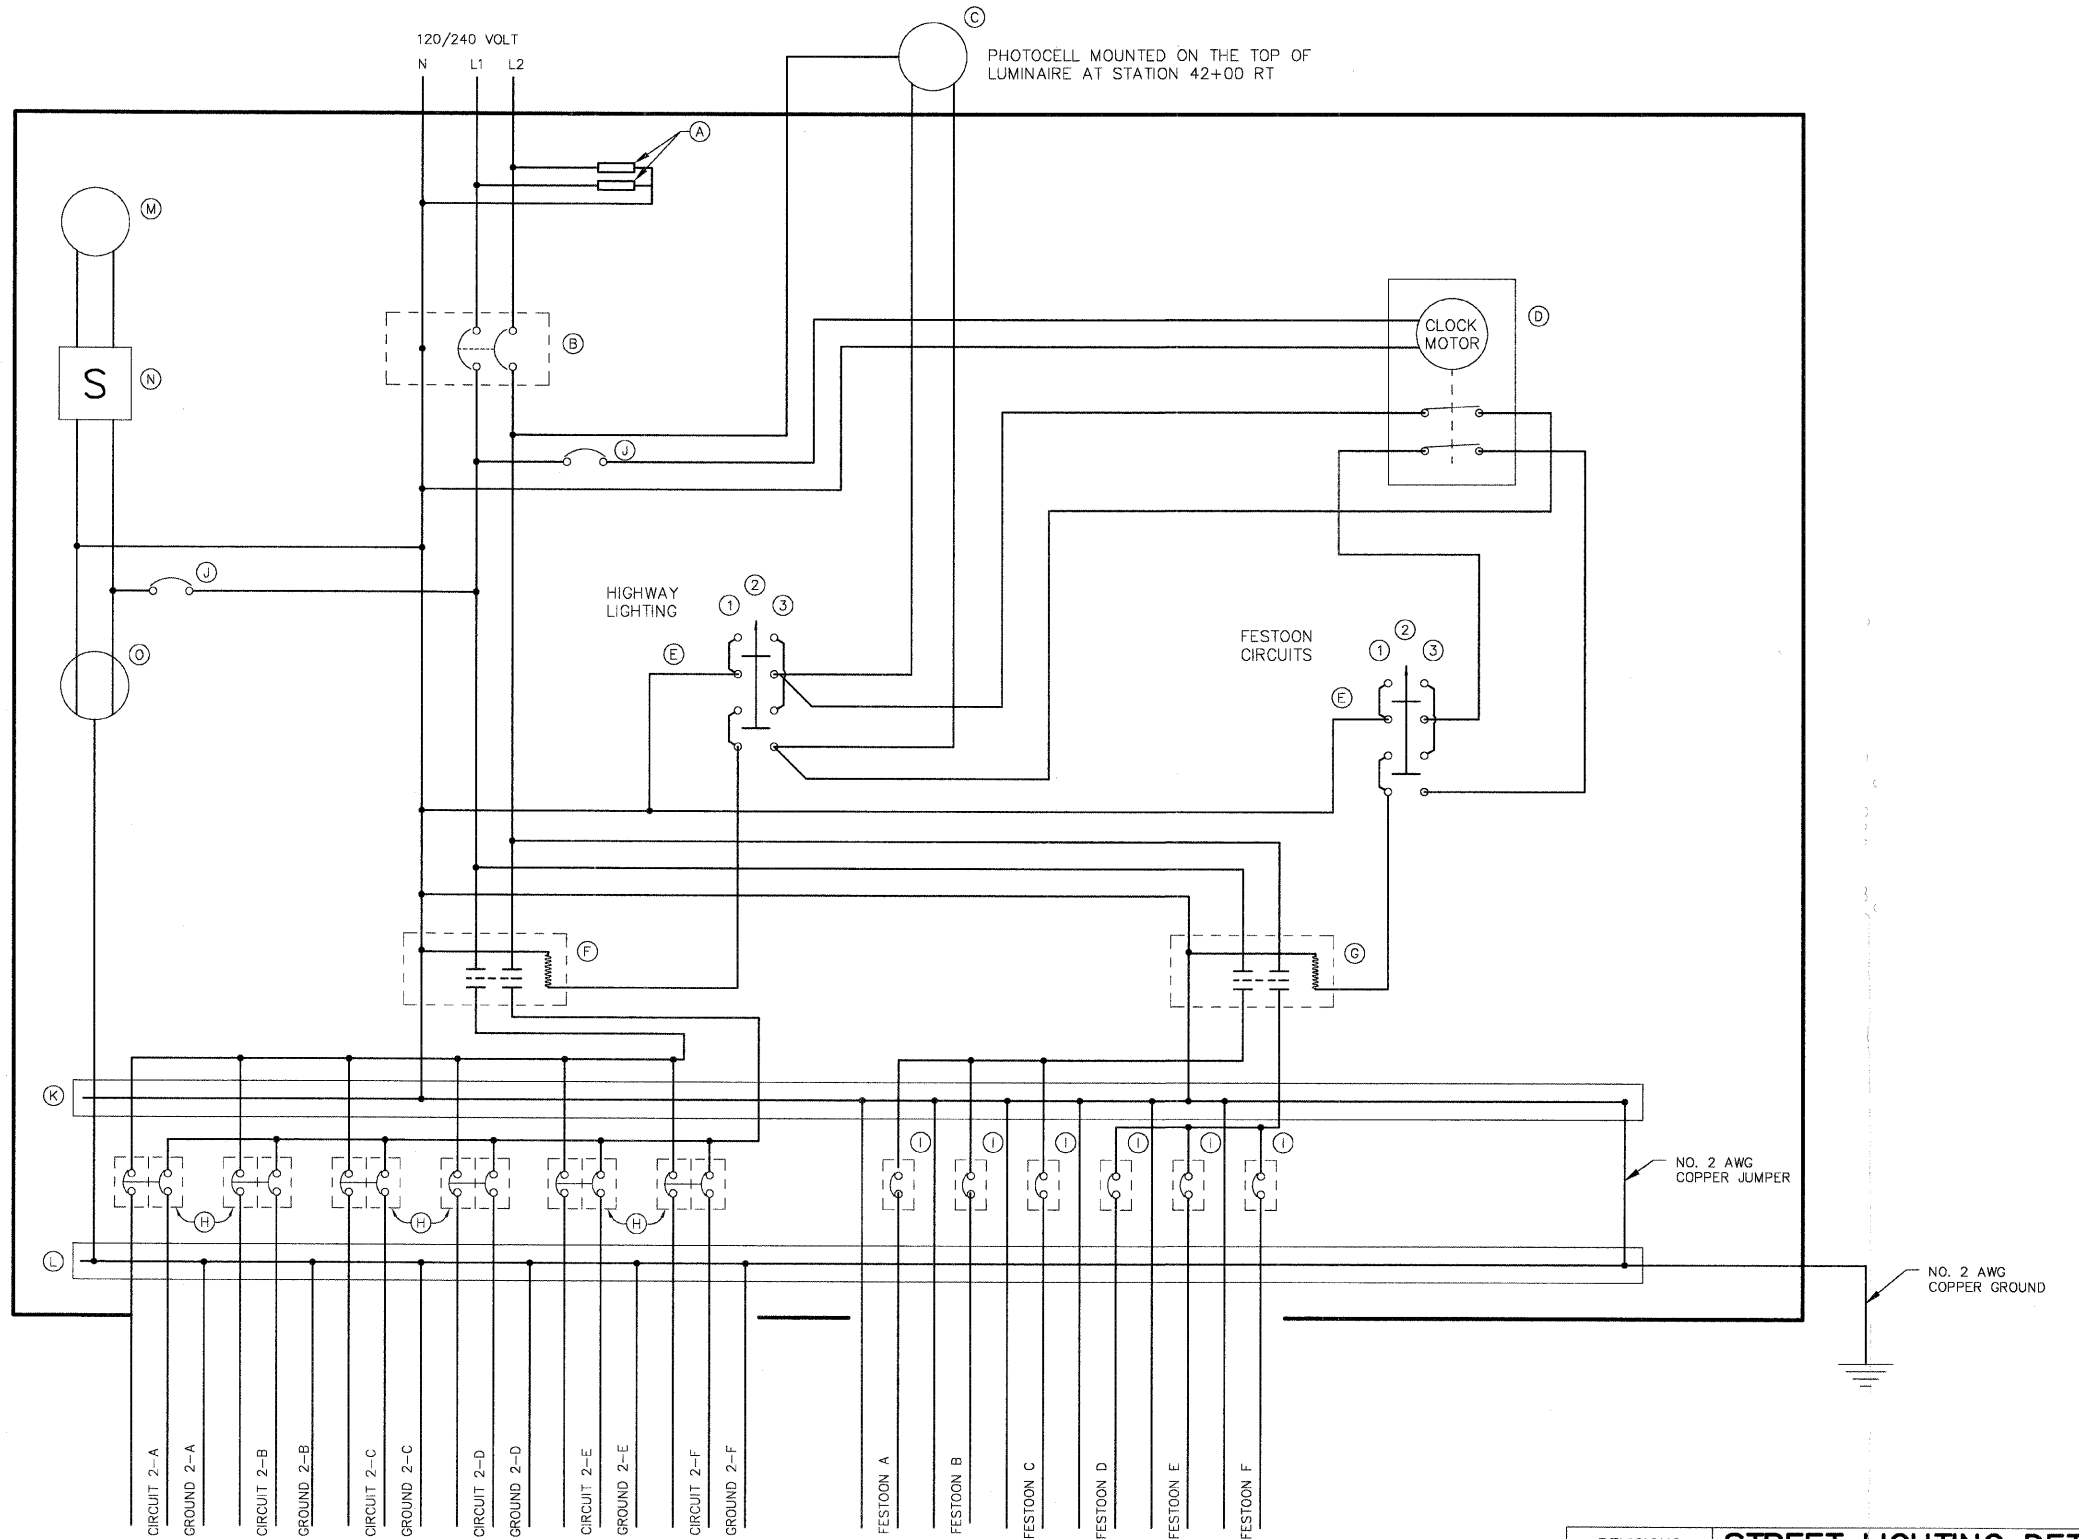 120/240 VOLT
N L1 L2
C
PHOTOCELL MOUNTED ON THE TOP OF
LUMINAIRE AT STATION 42+00 RT
A
M
B
CLOCK
MOTOR
D
S
N
J
J
HIGHWAY
LIGHTING
1 2 3
E
FESTOON
CIRCUITS
1 2 3
E
O
F
G
K
I I I I I I
NO. 2 AWG
COPPER JUMPER
H H H
L
NO. 2 AWG
COPPER GROUND
CIRCUIT 2-A
GROUND 2-A
CIRCUIT 2-B
GROUND 2-B
CIRCUIT 2-C
GROUND 2-C
CIRCUIT 2-D
GROUND 2-D
CIRCUIT 2-E
GROUND 2-E
CIRCUIT 2-F
GROUND 2-F
FESTOON A
FESTOON B
FESTOON C
FESTOON D
FESTOON E
FESTOON F